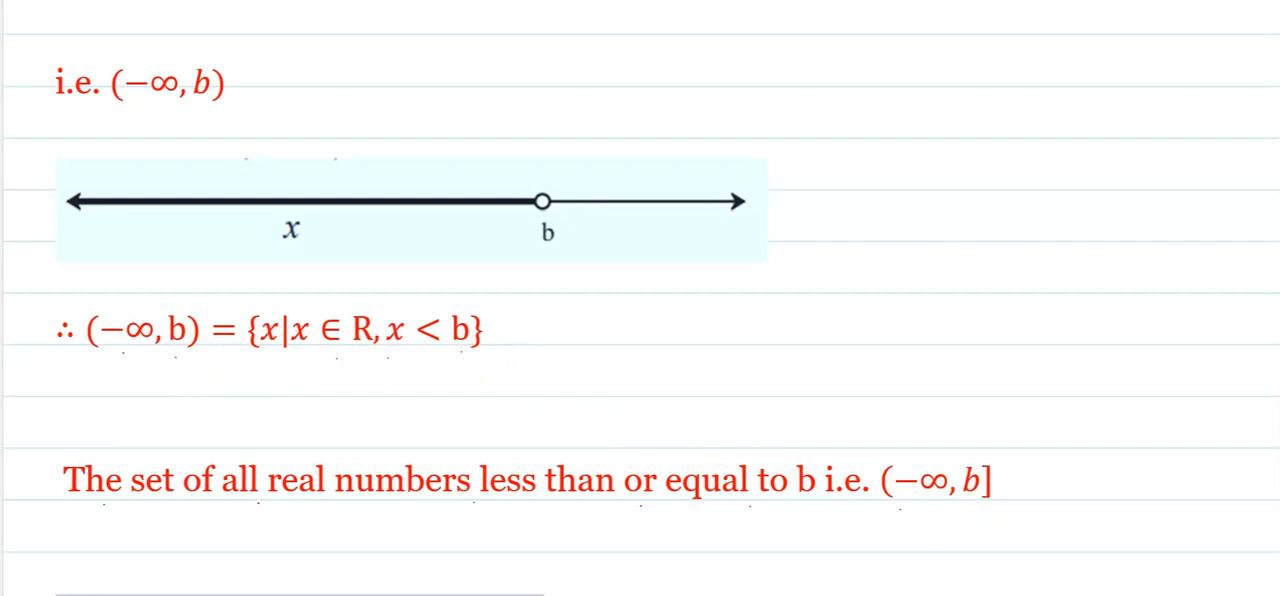 i.e. (−∞, b)
x
b
∴ (−∞, b) = {x|x ∈ R, x < b}
The set of all real numbers less than or equal to b i.e. (−∞, b]